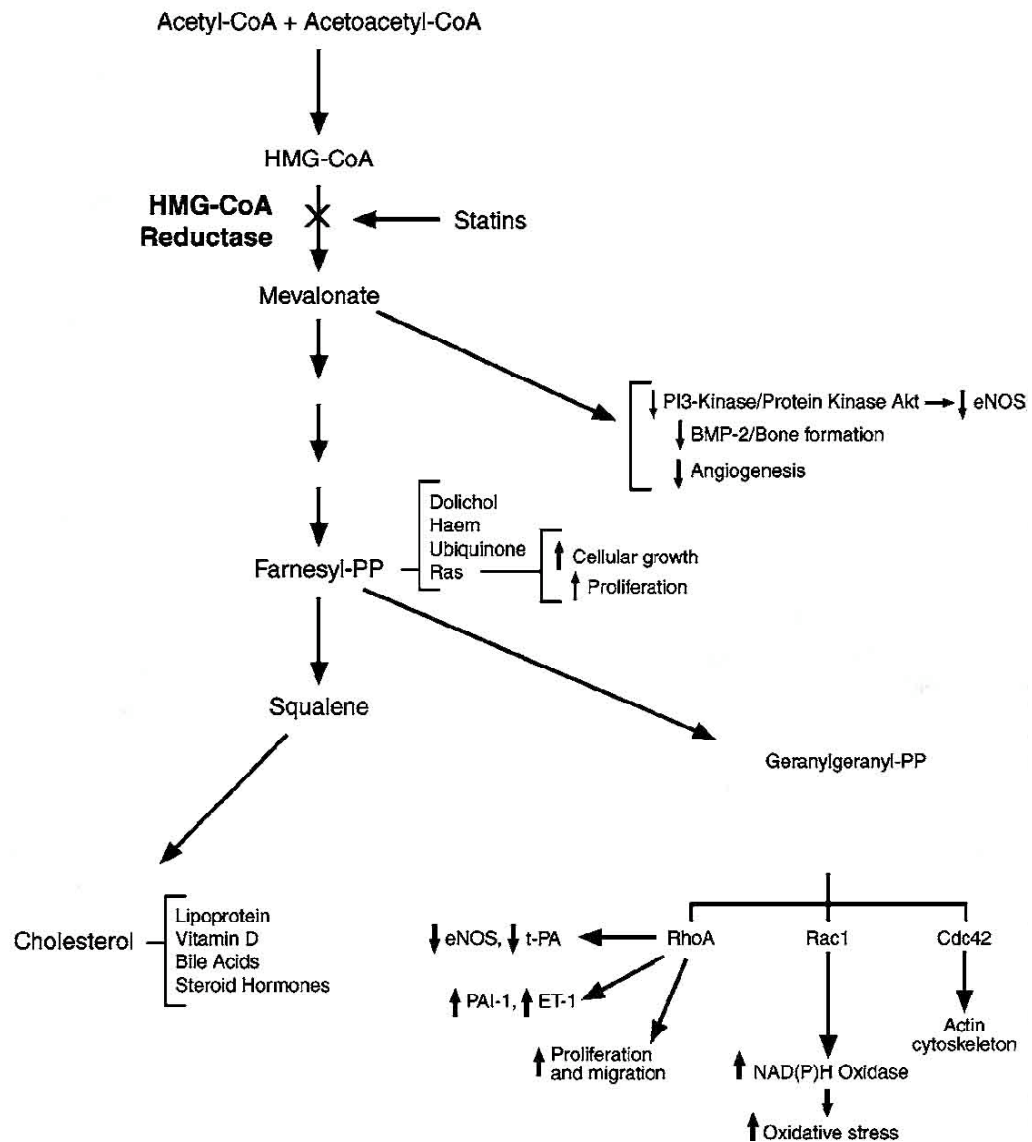 Acetyl-CoA + Acetoacetyl-CoA
HMG-CoA
HMG-CoA
Reductase
Statins
Mevalonate
↓ PI3-Kinase/Protein Kinase Akt → ↓ eNOS
↓ BMP-2/Bone formation
↓ Angiogenesis
Dolichol
Haem
Ubiquinone
Ras
↑ Cellular growth
↑ Proliferation
Farnesyl-PP
Squalene
Geranylgeranyl-PP
Cholesterol
Lipoprotein
Vitamin D
Bile Acids
Steroid Hormones
↓ eNOS, ↓ t-PA
RhoA
Rac1
Cdc42
↑ PAI-1, ↑ ET-1
↑ Proliferation
and migration
Actin
cytoskeleton
↑ NAD(P)H Oxidase
↑ Oxidative stress